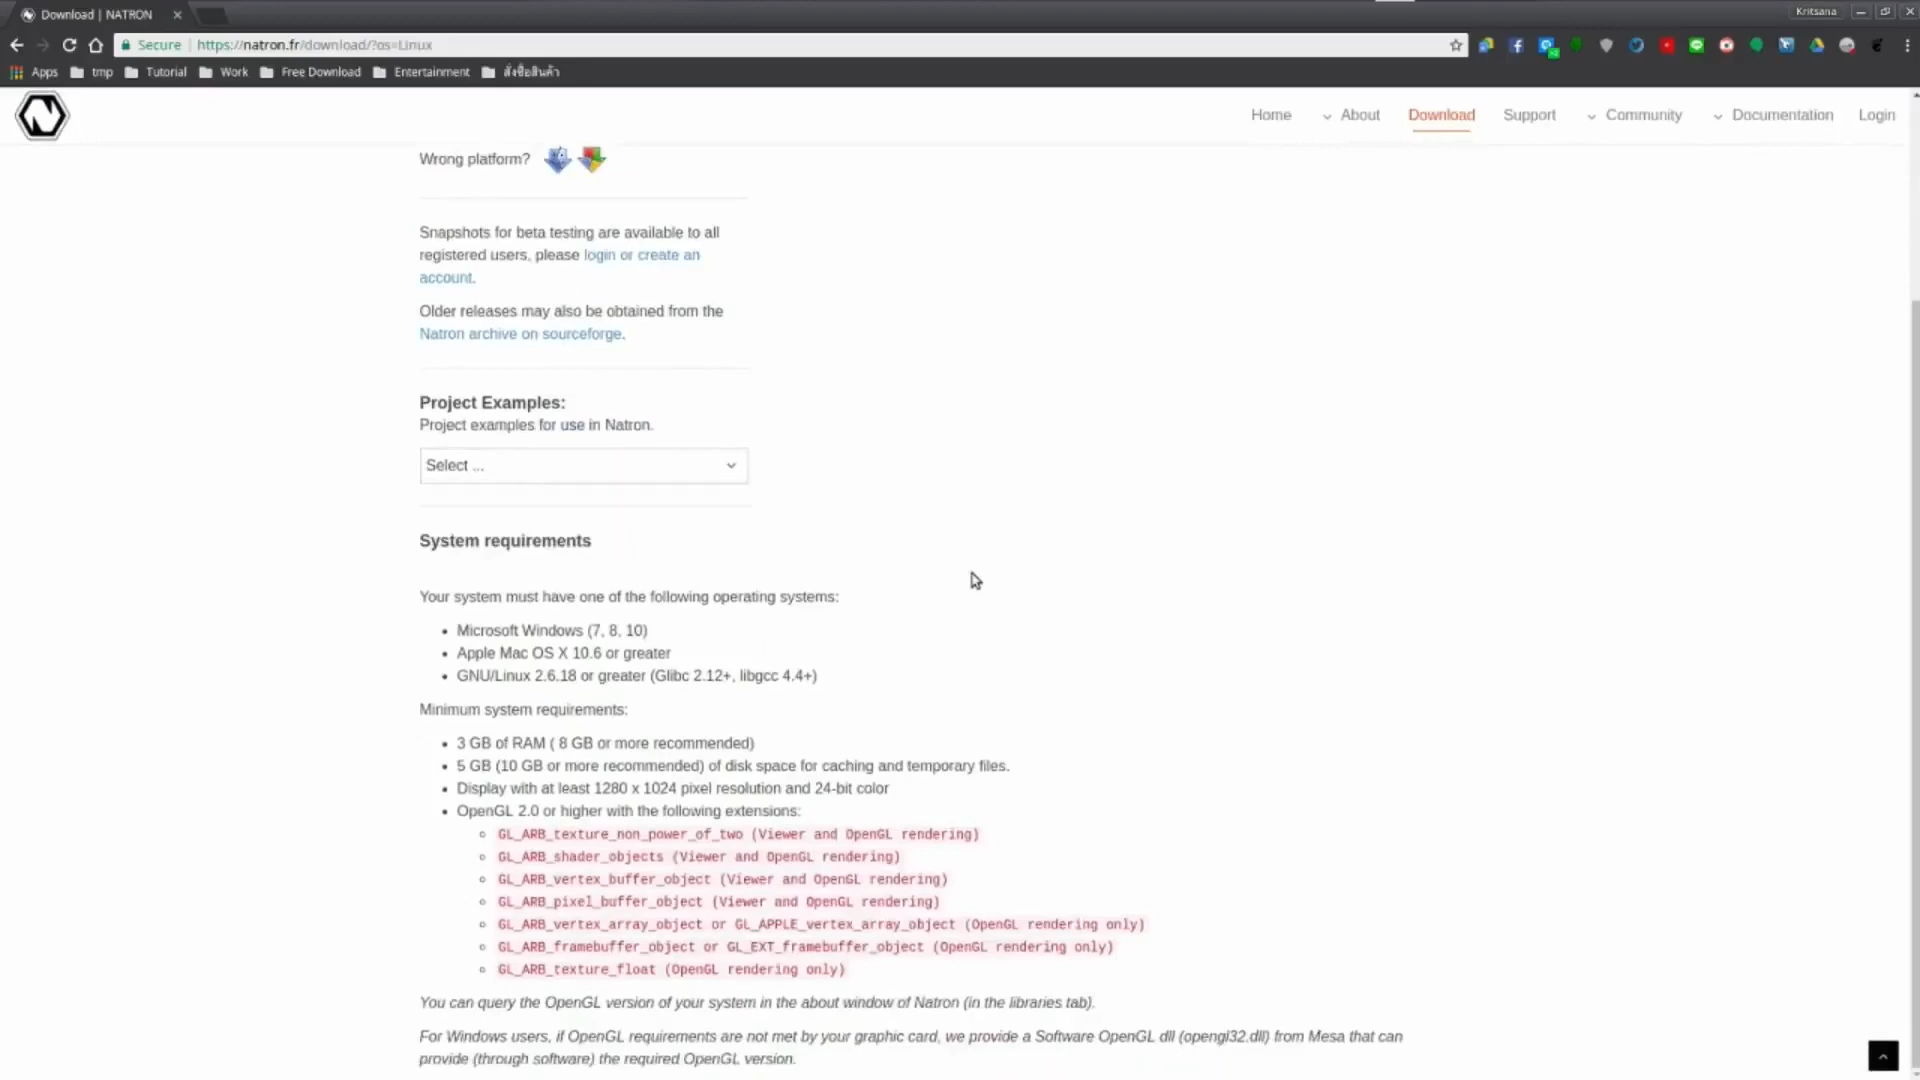 Download | NATRON
Kritsana
Secure | https://natron.fr/download/?os=Linux
Apps tmp Tutorial Work Free Download Entertainment สั่งซื้อสินค้า
Home About Download Support Community Documentation Login
Wrong platform?
Snapshots for beta testing are available to all
registered users, please login or create an
account.
Older releases may also be obtained from the
Natron archive on sourceforge.
Project Examples:
Project examples for use in Natron.
Select ...
System requirements
Your system must have one of the following operating systems:
• Microsoft Windows (7, 8, 10)
• Apple Mac OS X 10.6 or greater
• GNU/Linux 2.6.18 or greater (Glibc 2.12+, libgcc 4.4+)
Minimum system requirements:
• 3 GB of RAM ( 8 GB or more recommended)
• 5 GB (10 GB or more recommended) of disk space for caching and temporary files.
• Display with at least 1280 x 1024 pixel resolution and 24-bit color
• OpenGL 2.0 or higher with the following extensions:
◦ GL_ARB_texture_non_power_of_two (Viewer and OpenGL rendering)
◦ GL_ARB_shader_objects (Viewer and OpenGL rendering)
◦ GL_ARB_vertex_buffer_object (Viewer and OpenGL rendering)
◦ GL_ARB_pixel_buffer_object (Viewer and OpenGL rendering)
◦ GL_ARB_vertex_array_object or GL_APPLE_vertex_array_object (OpenGL rendering only)
◦ GL_ARB_framebuffer_object or GL_EXT_framebuffer_object (OpenGL rendering only)
◦ GL_ARB_texture_float (OpenGL rendering only)
You can query the OpenGL version of your system in the about window of Natron (in the libraries tab).
For Windows users, if OpenGL requirements are not met by your graphic card, we provide a Software OpenGL dll (opengl32.dll) from Mesa that can
provide (through software) the required OpenGL version.